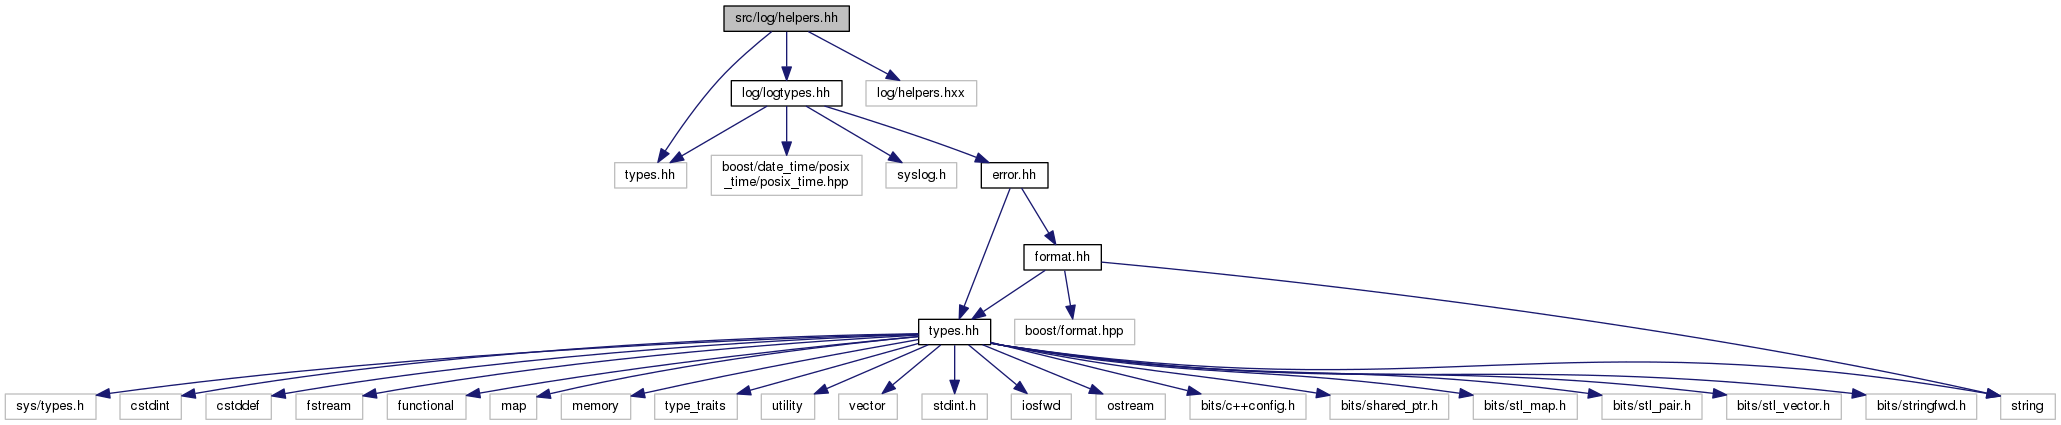 src/log/helpers.hh
log/logtypes.hh
log/helpers.hxx
types.hh
boost/date_time/posix
_time/posix_time.hpp
syslog.h
error.hh
format.hh
types.hh
boost/format.hpp
sys/types.h
cstdint
cstddef
fstream
functional
map
memory
type_traits
utility
vector
stdint.h
iosfwd
ostream
bits/c++config.h
bits/shared_ptr.h
bits/stl_map.h
bits/stl_pair.h
bits/stl_vector.h
bits/stringfwd.h
string